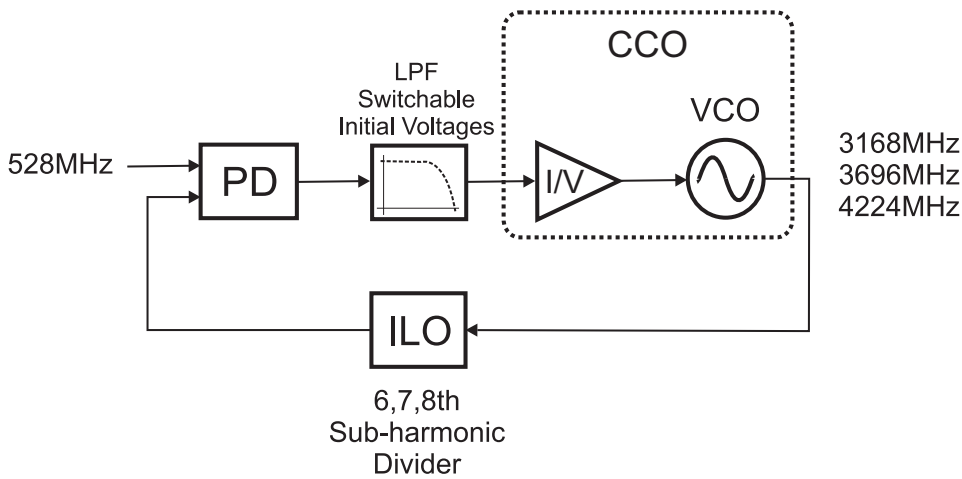 CCO
LPF
Switchable
Initial Voltages
VCO
528MHz
PD
I/V
3168MHz
3696MHz
4224MHz
ILO
6,7,8th
Sub-harmonic
Divider